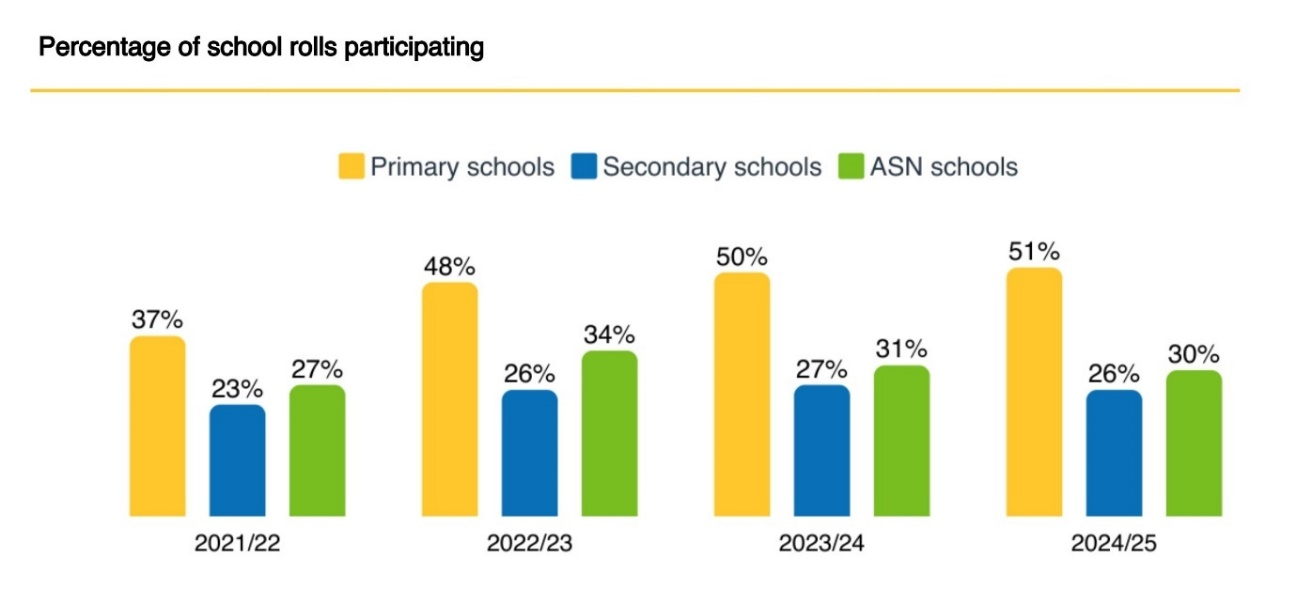 Percentage of school rolls participating
Primary schools Secondary schools ASN schools
37% 23% 27% 48% 26% 34% 50% 27% 31% 51% 26% 30%
2021/22 2022/23 2023/24 2024/25